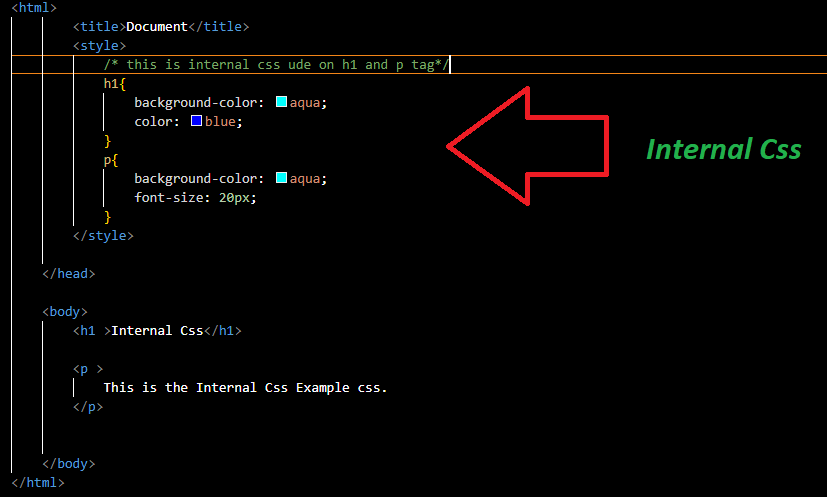 <html>
<title>Document</title>
<style>
/* this is internal css ude on h1 and p tag*/
h1{
background-color: aqua;
color: blue;
}
p{
background-color: aqua;
font-size: 20px;
}
</style>
</head>
<body>
<h1 >Internal Css</h1>
<p >
This is the Internal Css Example css.
</p>
</body>
</html>
Internal Css